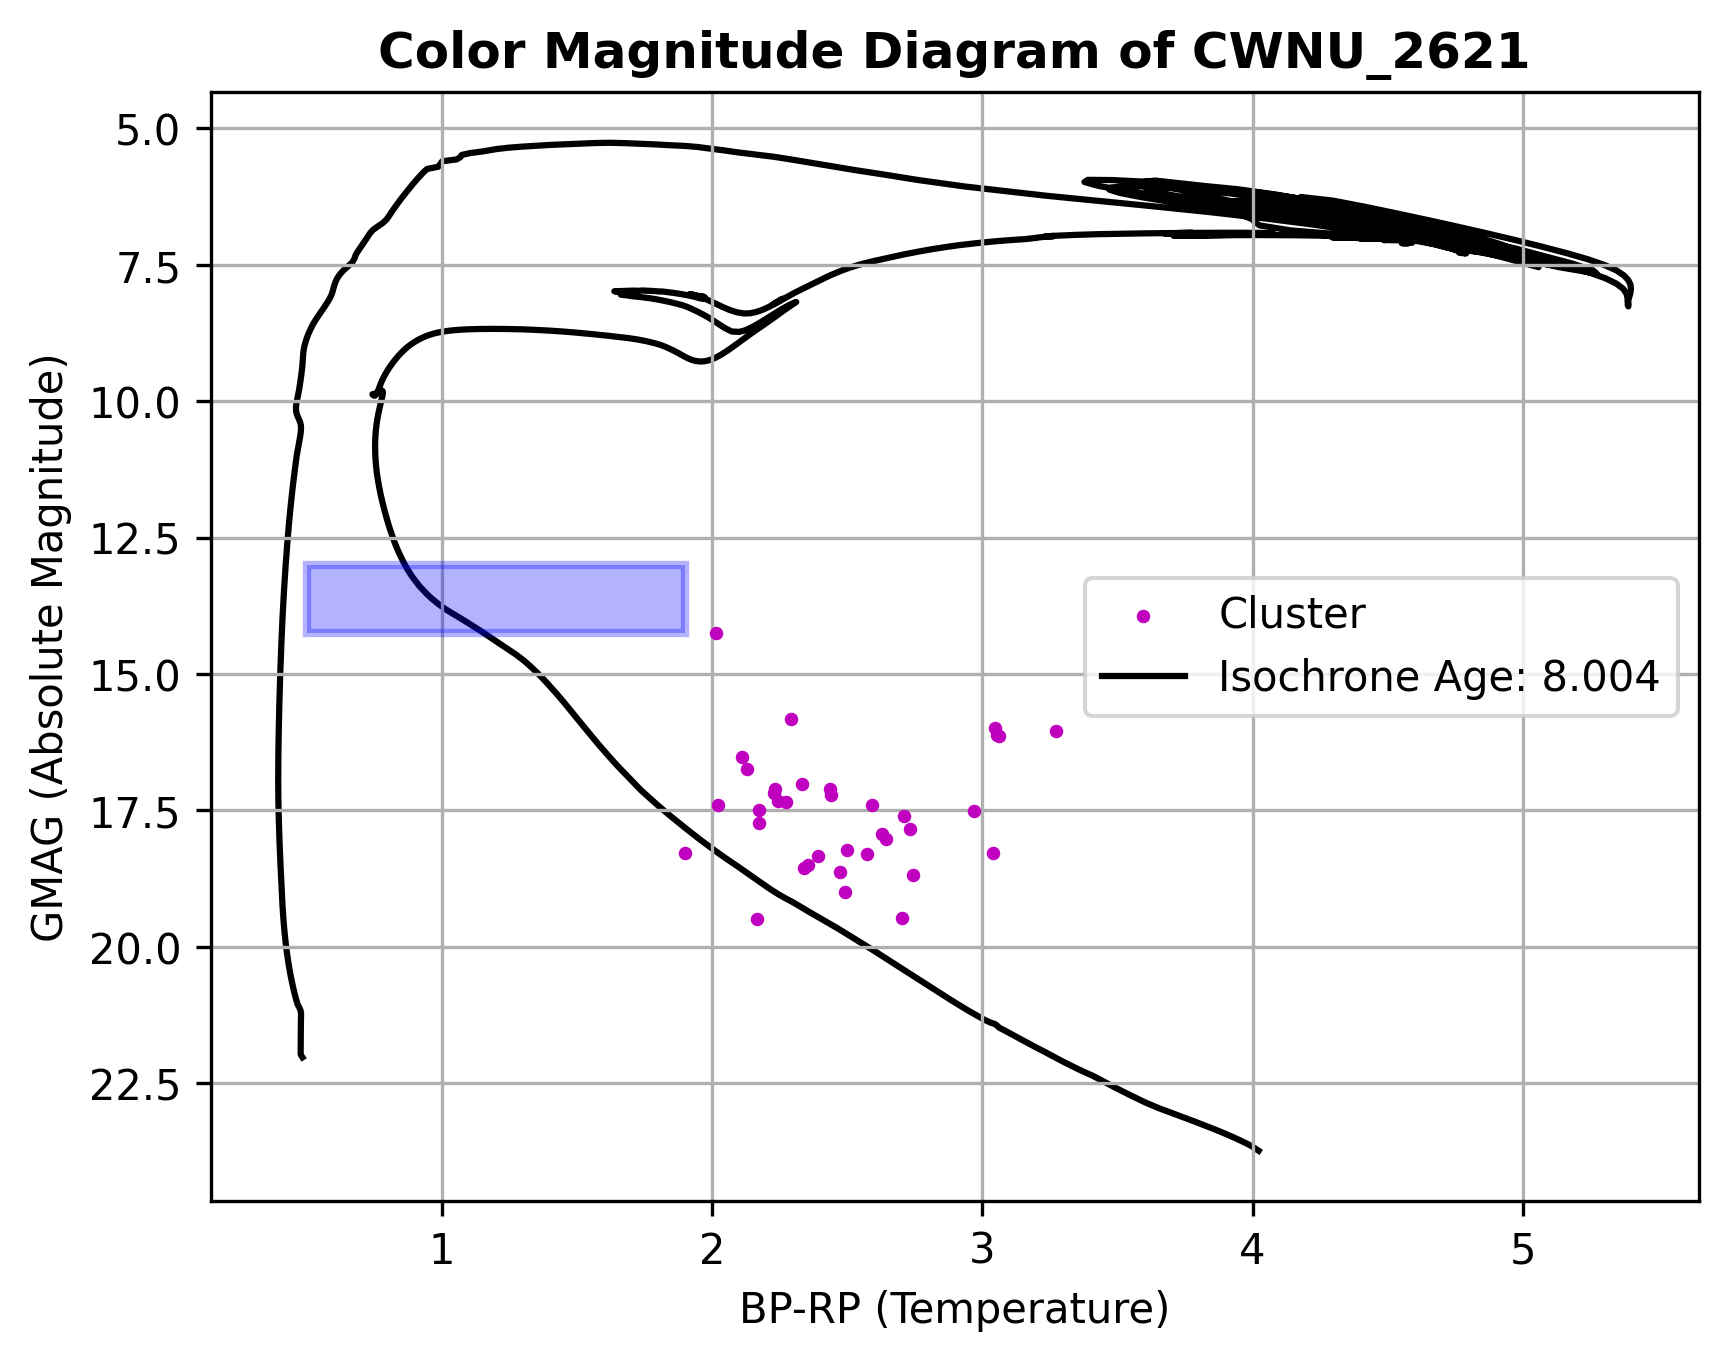 Color Magnitude Diagram of CWNU_2621
GMAG (Absolute Magnitude)
5.0
7.5
10.0
12.5
15.0
17.5
20.0
22.5
Cluster
Isochrone Age: 8.004
1 2 3 4 5
BP-RP (Temperature)